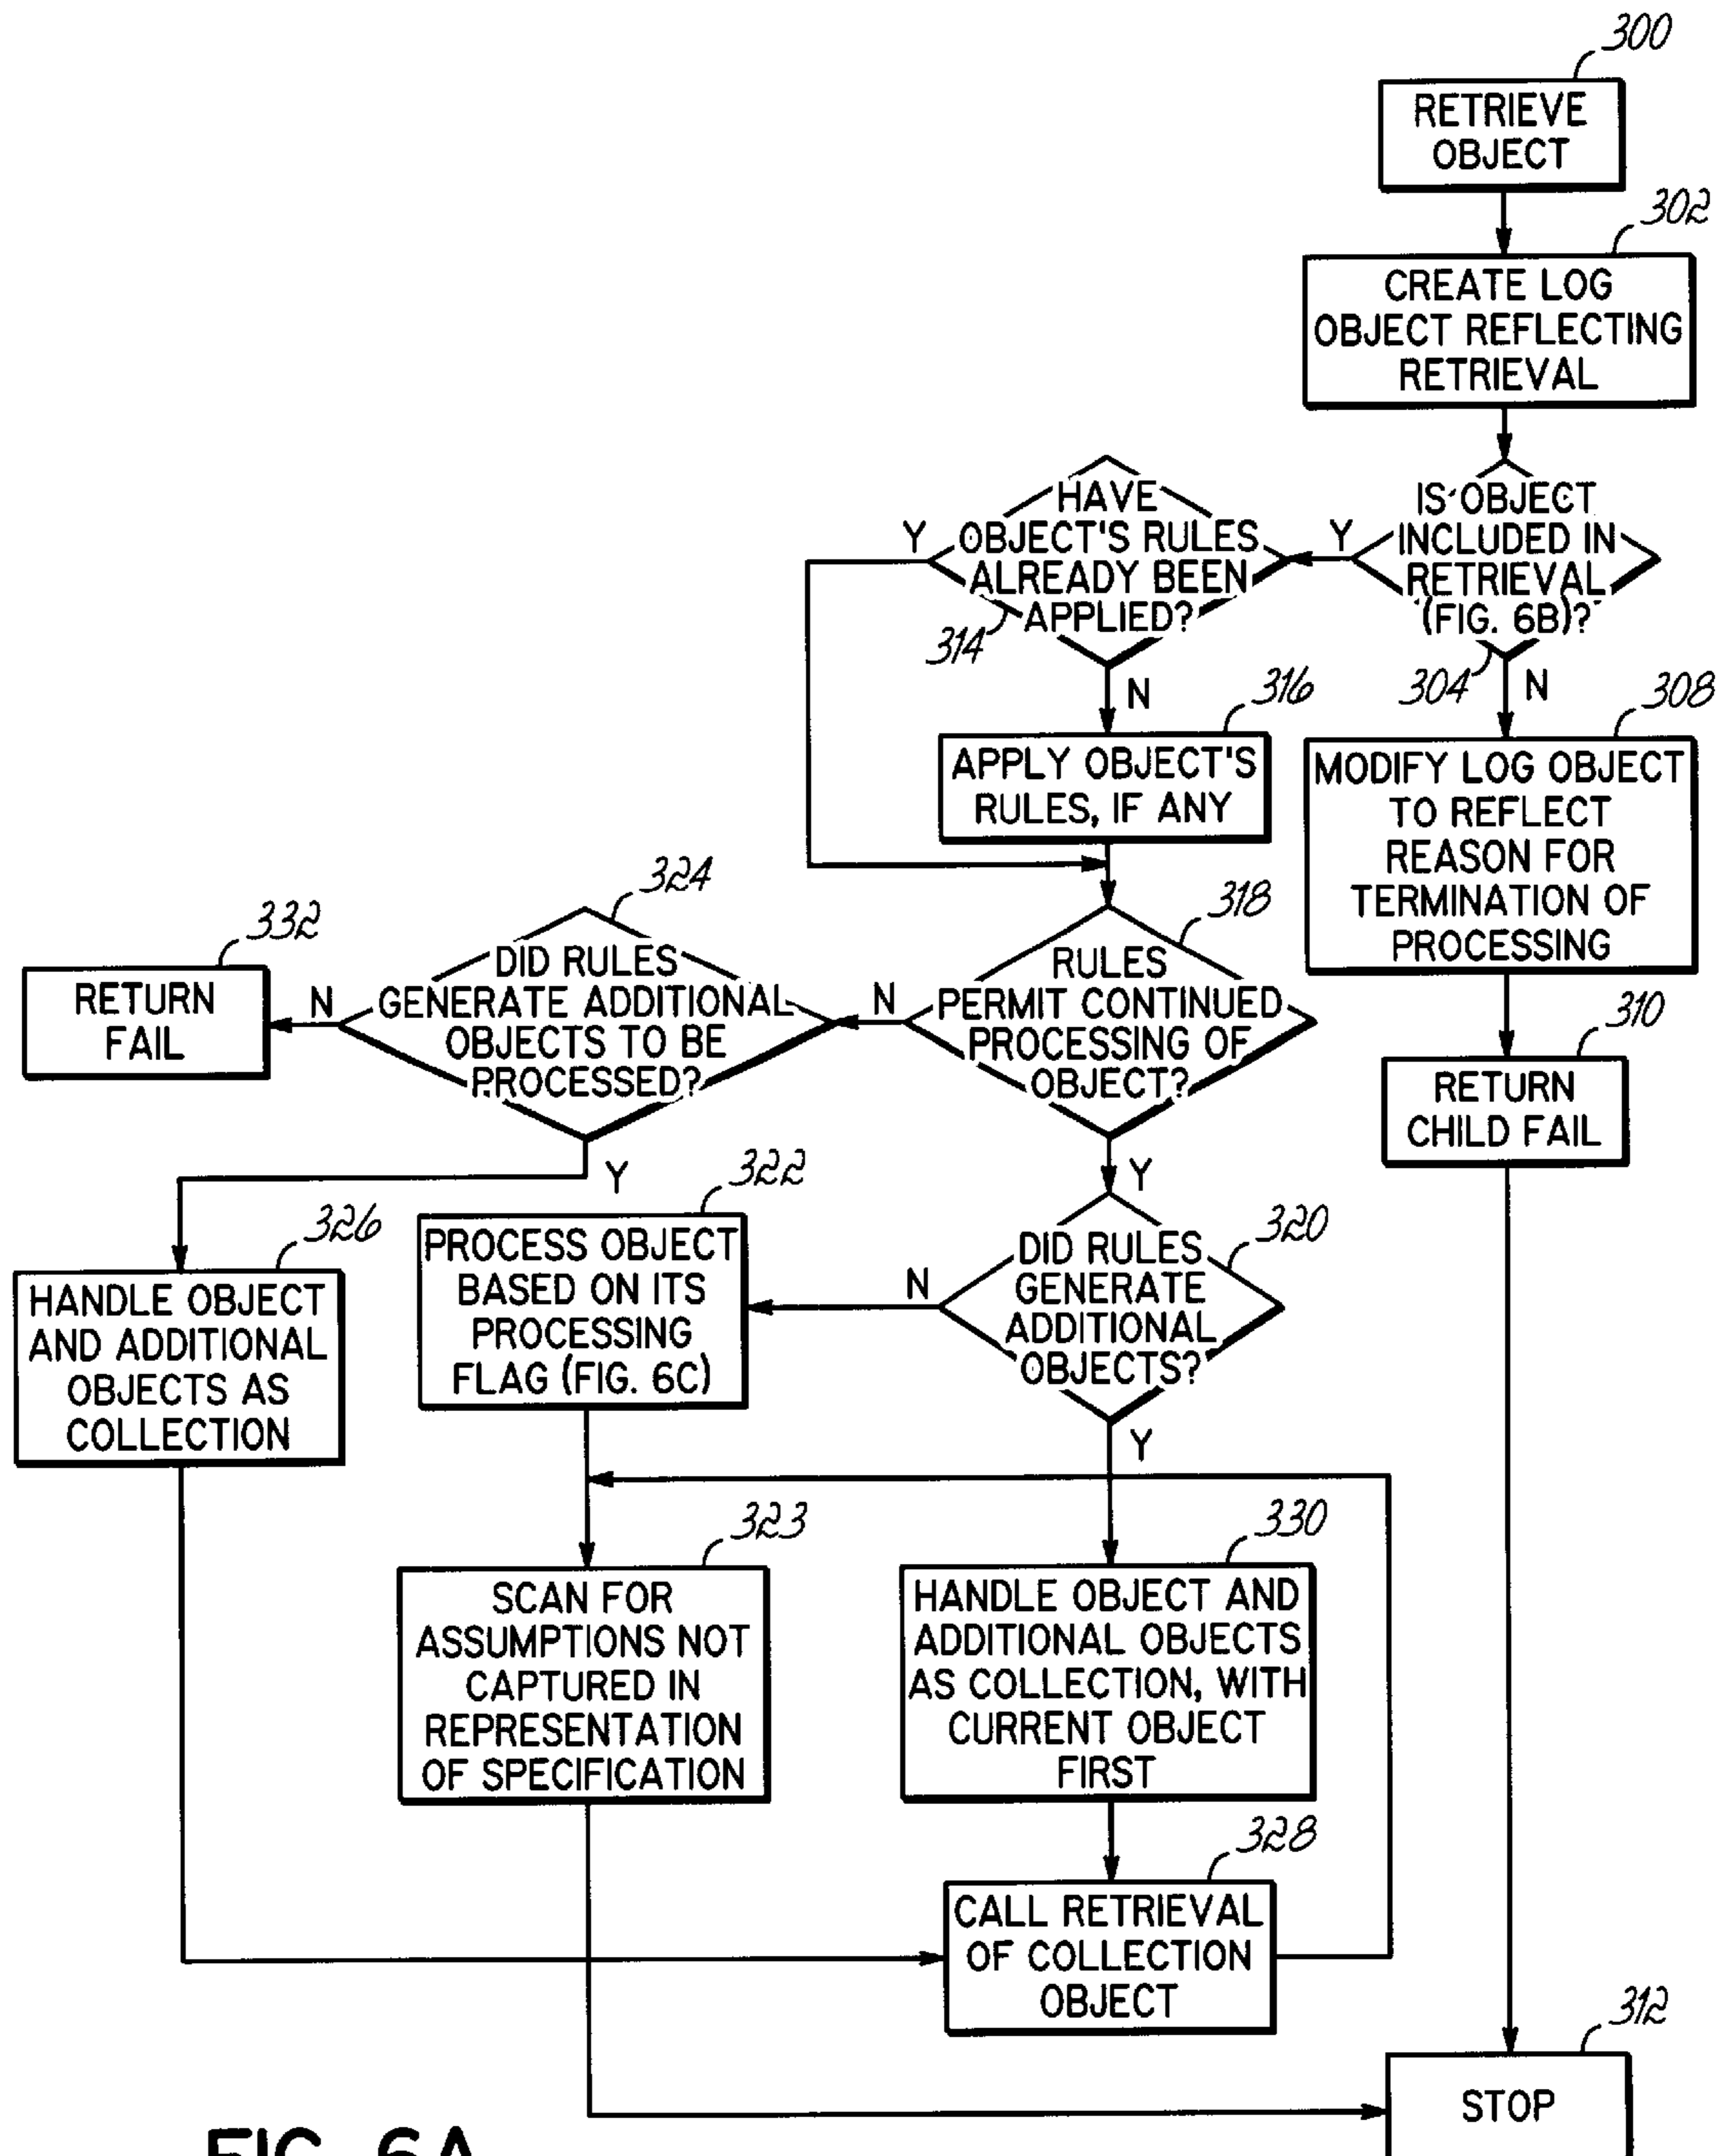 300
RETRIEVE
OBJECT
302
CREATE LOG
OBJECT REFLECTING
RETRIEVAL
IS OBJECT
INCLUDED IN
RETRIEVAL
(FIG. 6B)?
304
Y
N
HAVE
OBJECT'S RULES
ALREADY BEEN
APPLIED?
314
Y
N
308
MODIFY LOG OBJECT
TO REFLECT
REASON FOR
TERMINATION OF
PROCESSING
316
APPLY OBJECT'S
RULES, IF ANY
310
RETURN
CHILD FAIL
318
RULES
PERMIT CONTINUED
PROCESSING OF
OBJECT?
N
Y
324
DID RULES
GENERATE ADDITIONAL
OBJECTS TO BE
PROCESSED?
N
Y
332
RETURN
FAIL
320
DID RULES
GENERATE
ADDITIONAL
OBJECTS?
N
Y
322
PROCESS OBJECT
BASED ON ITS
PROCESSING
FLAG (FIG. 6C)
326
HANDLE OBJECT
AND ADDITIONAL
OBJECTS AS
COLLECTION
323
SCAN FOR
ASSUMPTIONS NOT
CAPTURED IN
REPRESENTATION
OF SPECIFICATION
330
HANDLE OBJECT AND
ADDITIONAL OBJECTS
AS COLLECTION, WITH
CURRENT OBJECT
FIRST
328
CALL RETRIEVAL
OF COLLECTION
OBJECT
312
STOP
FIG. 6A